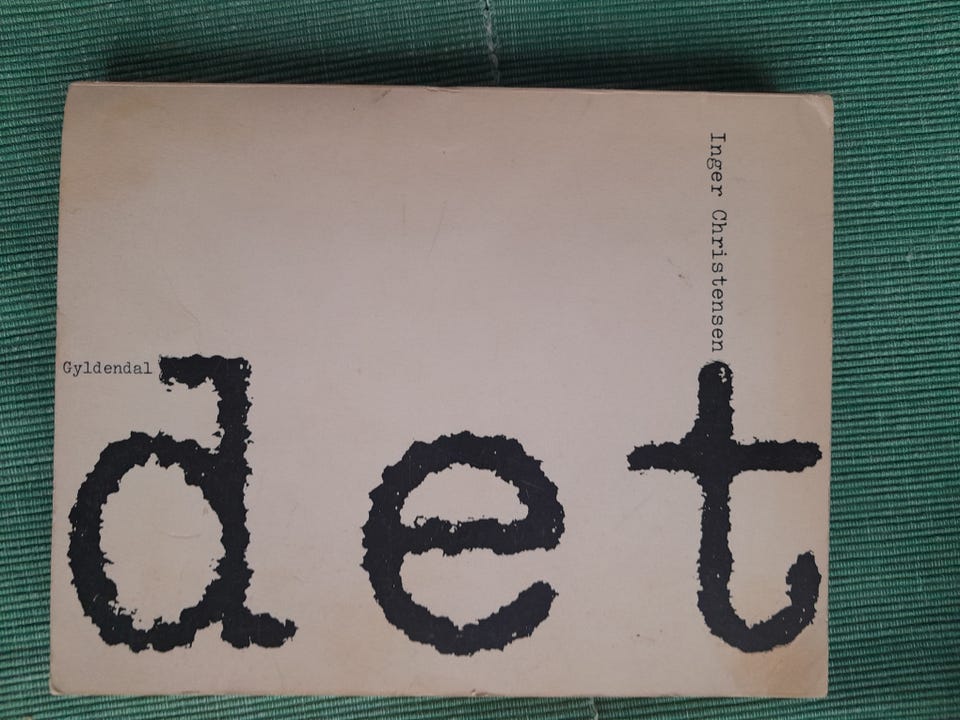 Inger Christensen
Gyldendal
det